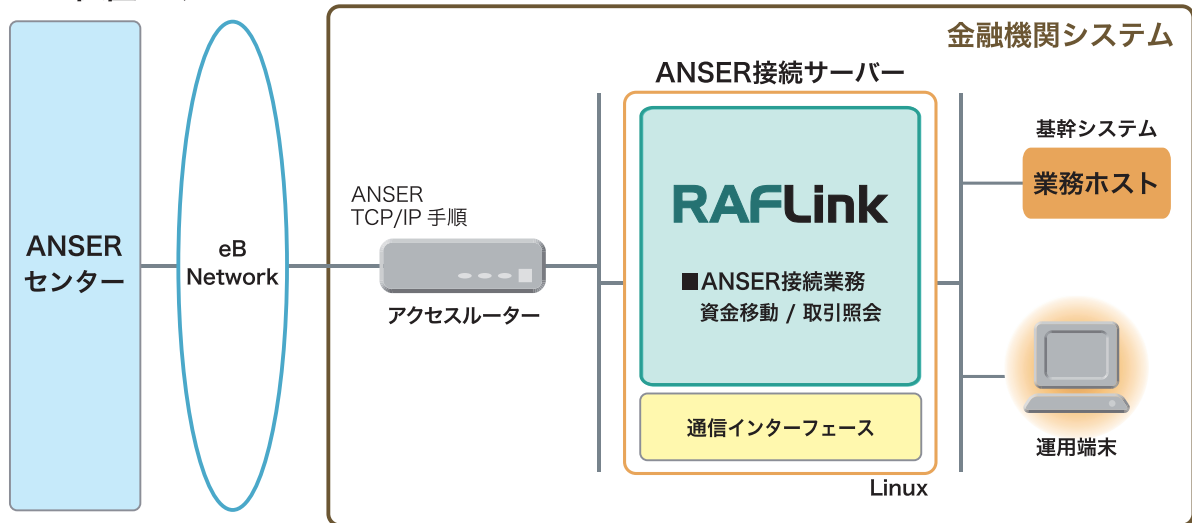 金融機関システム
ANSER接続サーバー
基幹システム
業務ホスト
ANSER
TCP/IP 手順
RAFLink
ANSER
センター
eB
Network
■ANSER接続業務
資金移動 / 取引照会
アクセスルーター
通信インターフェース
運用端末
Linux